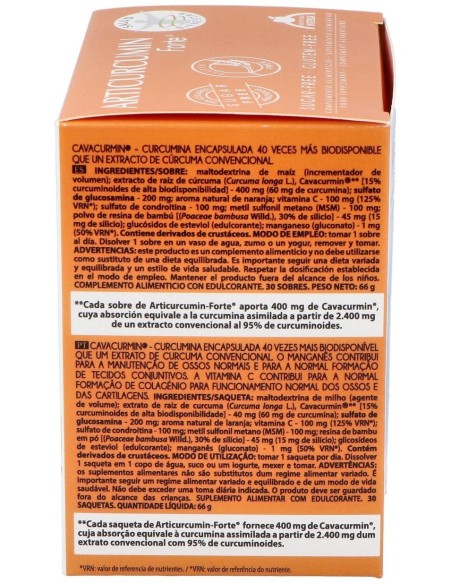 ARTICURCUMIN
Forte
SUGAR FREE
SUGAR-FREE GLUTEN-FREE
CAVACURMIN® - CURCUMINA ENCAPSULADA 40 VECES MÁS BIODISPONIBLE
QUE UN EXTRACTO DE CÚRCUMA CONVENCIONAL.
ES INGREDIENTES/SOBRE: maltodextrina de maíz (incrementador de
volumen); extracto de raíz de cúrcuma (Curcuma longa L.), Cavacurmin®** [15%
curcuminoides de alta biodisponibilidad] - 400 mg (60 mg de curcumina); sulfato
de glucosamina - 200 mg; aroma natural de naranja; vitamina C - 100 mg (125%
VRN*); sulfato de condroitina - 100 mg; metil sulfonil metano (MSM) - 100 mg;
polvo de resina de bambú [(Poaceae bambusa Willd.), 30% de silicio] - 45 mg (15
mg de silicio); glucósidos de esteviol (edulcorante); manganeso (gluconato) - 1 mg
(50% VRN*). Contiene derivados de crustáceos. MODO DE EMPLEO: tomar 1 sobre
al día. Disolver 1 sobre en un vaso de agua, zumo o un yogur, remover y tomar.
ADVERTENCIAS: este producto es un complemento alimenticio y no debe utilizarse
como sustituto de una dieta equilibrada. Es importante seguir una dieta variada
y equilibrada y un estilo de vida saludable. Respetar la dosificación establecida
en el modo de empleo. Mantener el producto fuera del alcance de los niños.
COMPLEMENTO ALIMENTICIO CON EDULCORANTE. 30 SOBRES. PESO NETO: 66 g
**Cada sobre de Articurcumin-Forte® aporta 400 mg de Cavacurmin®,
cuya absorción equivale a la curcumina asimilada a partir de 2.400 mg
de un extracto convencional al 95% de curcuminoides.
PT CAVACURMIN® - CURCUMINA ENCAPSULADA 40 VEZES MAIS BIODISPONÍVEL
QUE UM EXTRATO DE CURCUMA CONVENCIONAL. O MANGANÊS CONTRIBUI
PARA A MANUTENÇÃO DE OSSOS NORMAIS E PARA A NORMAL FORMAÇÃO
DE TECIDOS CONJUNTIVOS, A VITAMINA C CONTRIBUI PARA A NORMAL
FORMAÇÃO DE COLAGÉNIO PARA FUNCIONAMENTO NORMAL DOS OSSOS E
DAS CARTILAGENS. INGREDIENTES/SAQUETA: maltodextrina de milho (agente
de volume); extrato de raiz de curcuma (Curcuma longa L.), Cavacurmin®** [15%
curcuminoides de alta biodisponibilidade] - 40 mg (60 mg de curcumina); sulfato de
glucosamina - 200 mg; aroma natural de laranja; vitamina C - 100 mg (125% VRN*);
sulfato de condroitina - 100 mg; metil sulfonil metano (MSM) - 100 mg; resina de bambu
em pó [(Poaceae bambusa Willd.), 30% de silício] - 45 mg (15 mg de silício); glicosídeos
de esteviol (edulcorante); manganês (gluconato) - 1 mg (50% VRN*). Contém
derivados de crustáceos. MODO DE UTILIZAÇÃO: tomar 1 saqueta por dia. Dissolver
1 saqueta em 1 copo de água, suco ou um iogurte, mexer e tomar. ADVERTÊNCIAS:
os suplementos alimentares não são substitutos dum regime alimentar variado. É
importante seguir um regime alimentar variado e equilibrado e de um modo de vida
saudável. Não deve exceder uma toma diária indicada. O produto deve ser guardado
fora do alcance das crianças. SUPLEMENTO ALIMENTAR COM EDULCORANTE. 30
SAQUETAS. QUANTIDADE LÍQUIDA: 66 g
**Cada saqueta de Articurcumin-Forte® fornece 400 mg de Cavacurmin®,
cuja absorção equivale à curcumina assimilada a partir de 2.400 mg dum
extrato convencional com 95% de curcuminoides.
*VRN: valor de referencia de nutrientes. / *VRN: valor de referência do nutriente.